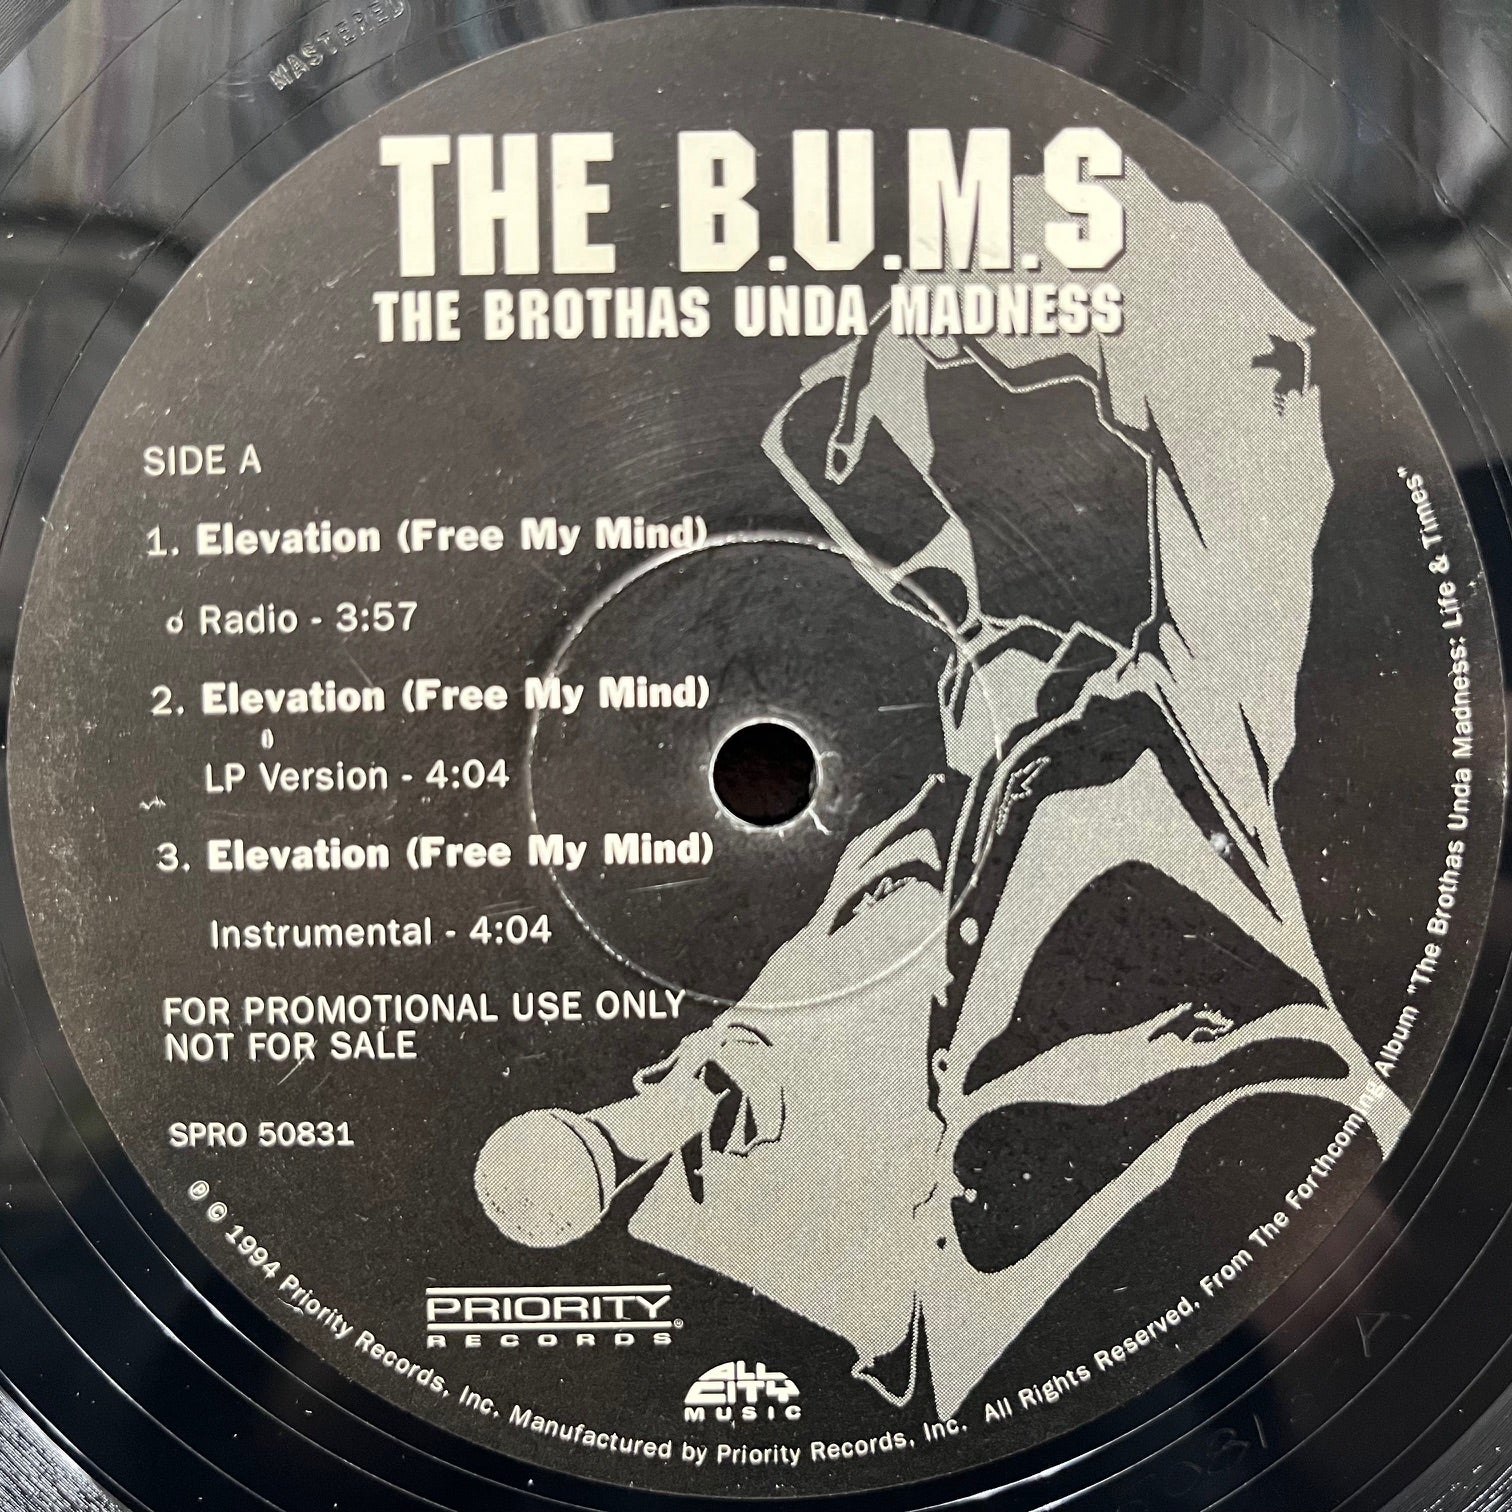 MASTERED
THE B.U.M.S
THE BROTHAS UNDA MADNESS
SIDE A
1. Elevation (Free My Mind)
Radio - 3:57
2. Elevation (Free My Mind)
LP Version - 4:04
3. Elevation (Free My Mind)
Instrumental - 4:04
FOR PROMOTIONAL USE ONLY
NOT FOR SALE
SPRO 50831
PRIORITY
RECORDS®
ALL
CITY
MUSIC
℗ © 1994 Priority Records, Inc. Manufactured by Priority Records, Inc. All Rights Reserved. From The Forthcoming Album "The Brothas Unda Madness: Life & Times"
A